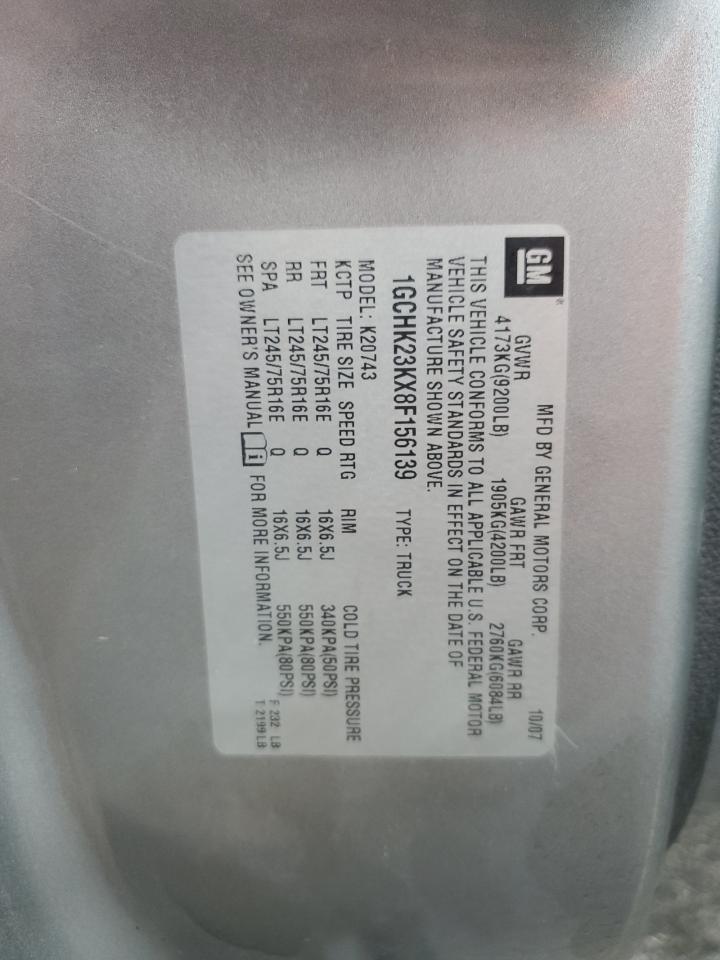 GM®
MFD BY GENERAL MOTORS CORP. 10/07
GVWR GAWR FRT GAWR RR
4173KG(9200LB) 1905KG(4200LB) 2760KG(6084LB)
THIS VEHICLE CONFORMS TO ALL APPLICABLE U.S. FEDERAL MOTOR
VEHICLE SAFETY STANDARDS IN EFFECT ON THE DATE OF
MANUFACTURE SHOWN ABOVE.
1GCHK23KX8F156139 TYPE: TRUCK
MODEL: K20743
KCTP TIRE SIZE SPEED RTG RIM COLD TIRE PRESSURE
FRT LT245/75R16E Q 16X6.5J 340KPA(50PSI)
RR LT245/75R16E Q 16X6.5J 550KPA(80PSI)
SPA LT245/75R16E Q 16X6.5J 550KPA(80PSI)
SEE OWNER'S MANUAL i FOR MORE INFORMATION.
F 232 LB
T 2199 LB